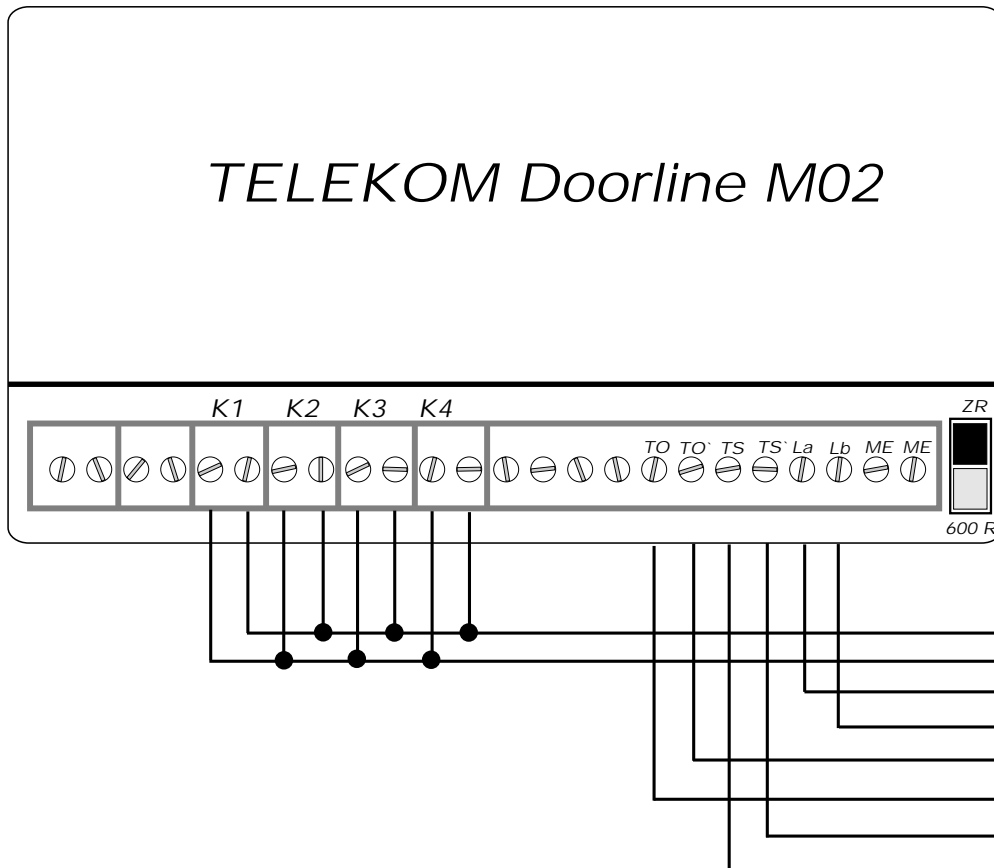 TELEKOM Doorline M02
K1 K2 K3 K4
ZR
TO TO` TS TS` La Lb ME ME
600 R